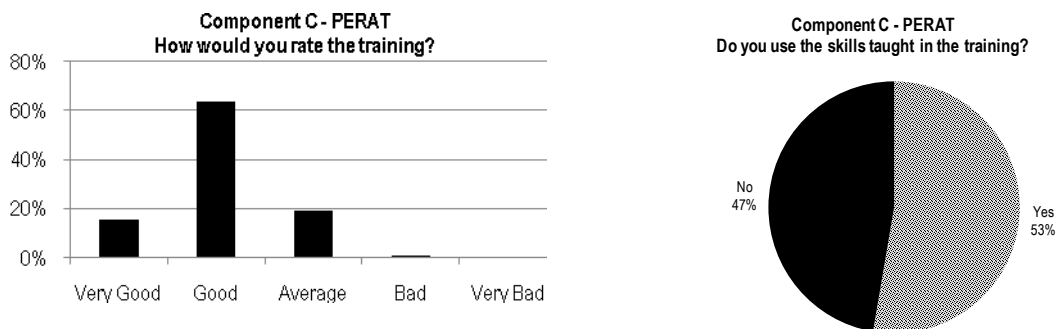 Component C - PERAT
How would you rate the training?
80%
60%
40%
20%
0%
Very Good Good Average Bad Very Bad
Component C - PERAT
Do you use the skills taught in the training?
No
47%
Yes
53%